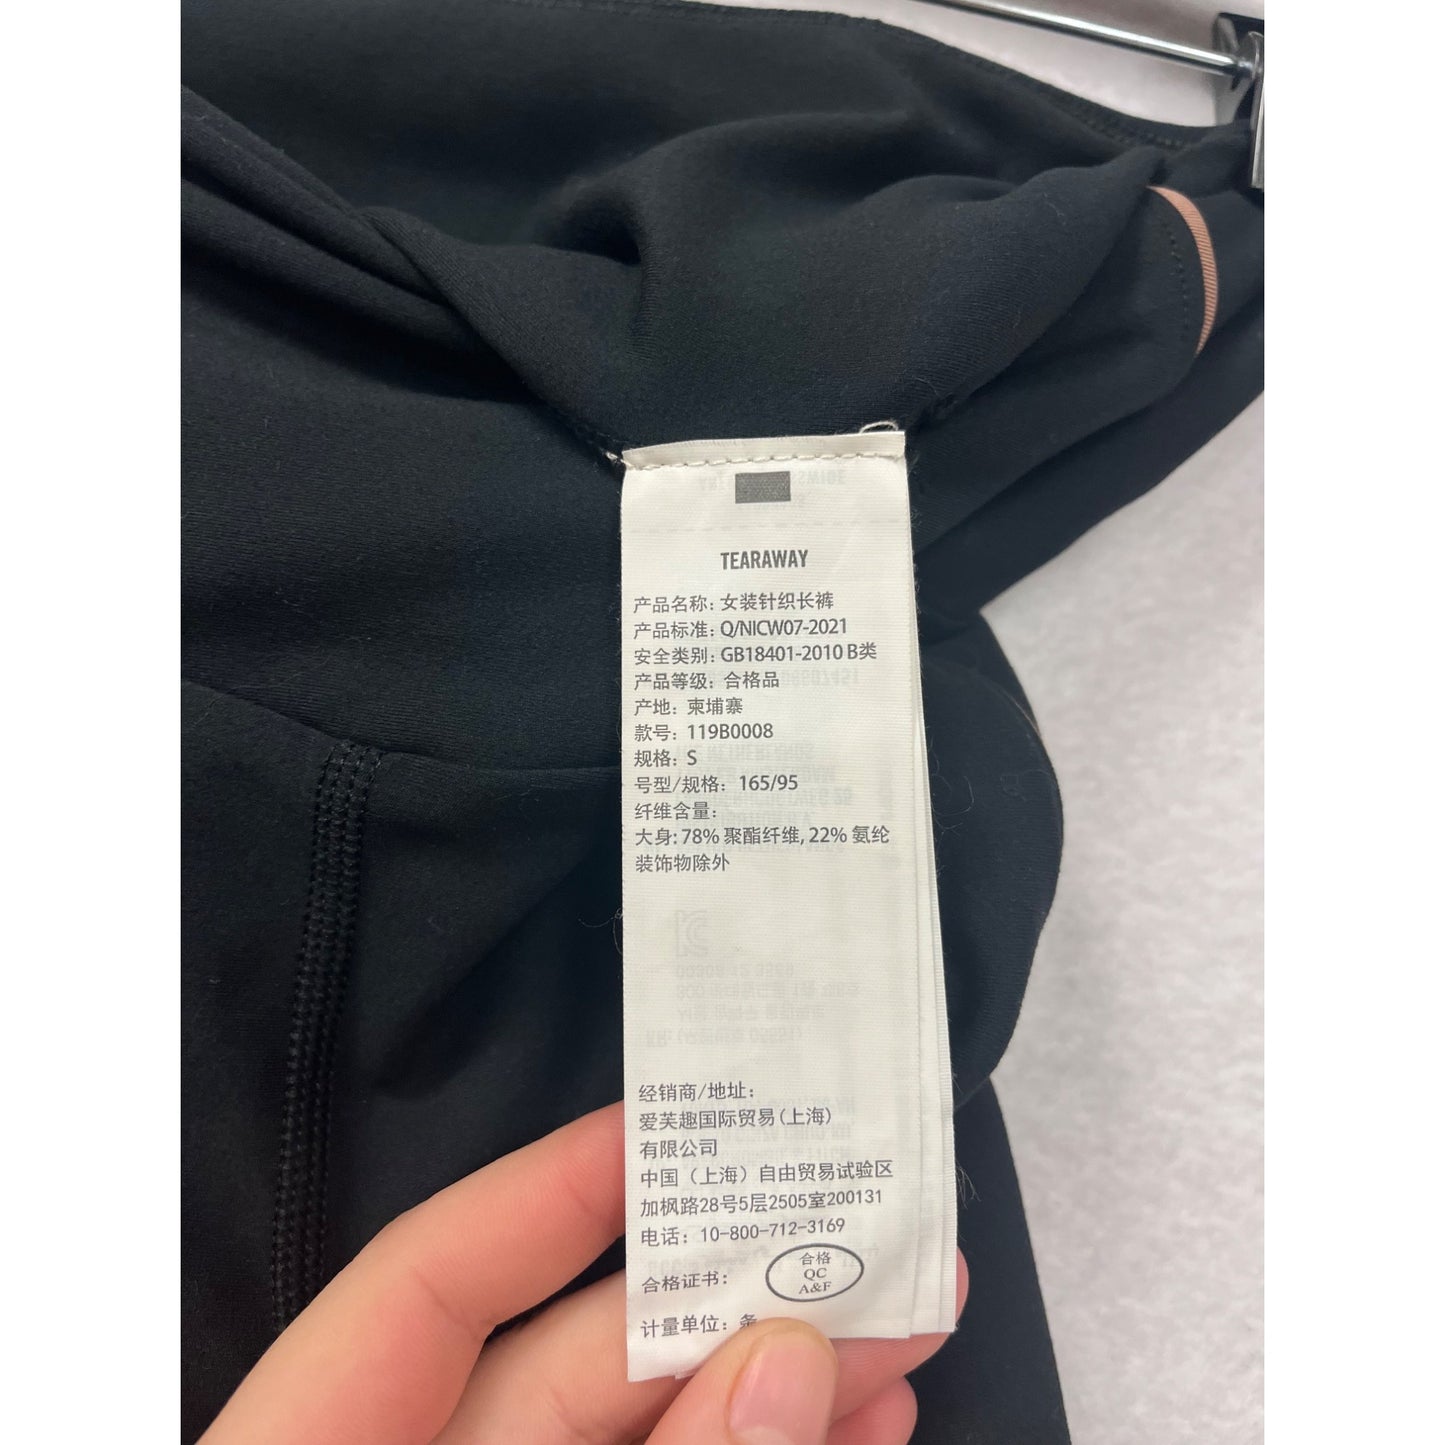 TEARAWAY
产品名称: 女装针织长裤
产品标准: Q/NICW07-2021
安全类别: GB18401-2010 B类
产品等级: 合格品
产地: 柬埔寨
款号: 119B0008
规格: S
号型/规格: 165/95
纤维含量:
大身: 78% 聚酯纤维, 22% 氨纶
装饰物除外
经销商/地址:
爱芙趣国际贸易(上海)
有限公司
中国（上海）自由贸易试验区
加枫路28号5层2505室200131
电话: 10-800-712-3169
合格证书:
合格
QC
A&F
计量单位: 条